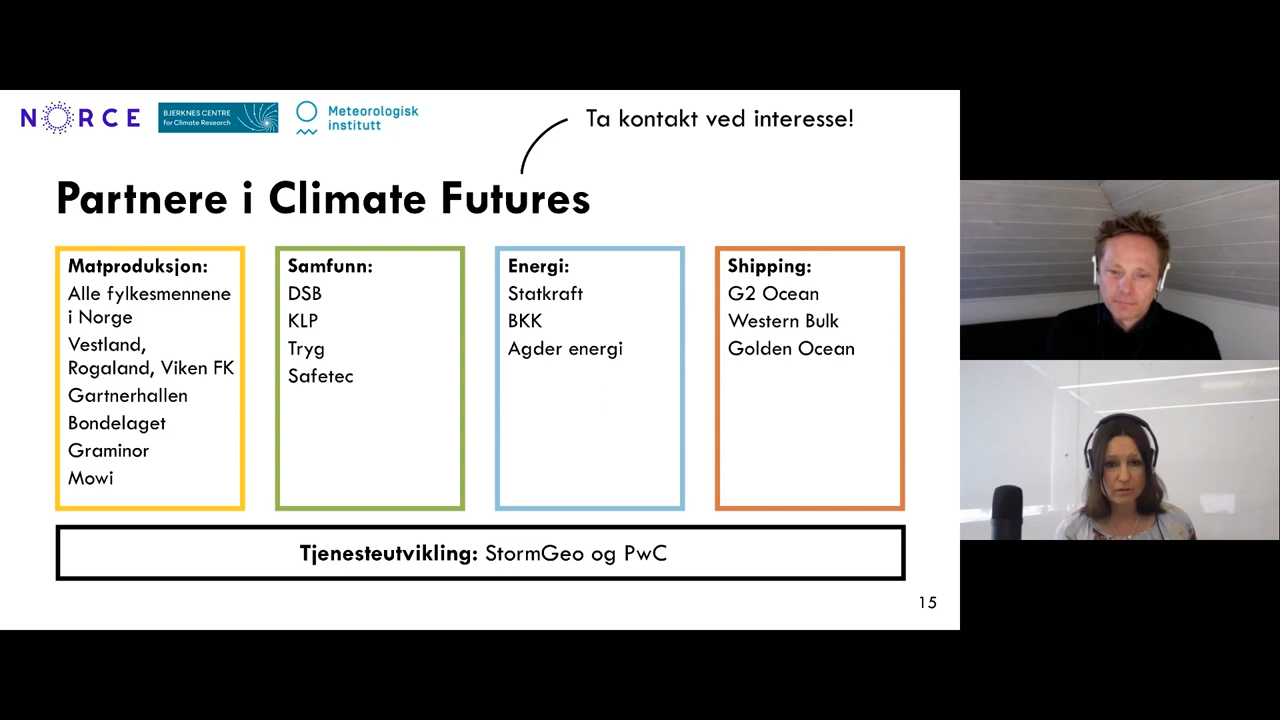 NORCE
BJERKNES CENTRE
for Climate Research
Meteorologisk
institutt
Ta kontakt ved interesse!
Partnere i Climate Futures
Matproduksjon:
Alle fylkesmennene
i Norge
Vestland,
Rogaland, Viken FK
Gartnerhallen
Bondelaget
Graminor
Mowi
Samfunn:
DSB
KLP
Tryg
Safetec
Energi:
Statkraft
BKK
Agder energi
Shipping:
G2 Ocean
Western Bulk
Golden Ocean
Tjenesteutvikling: StormGeo og PwC
15